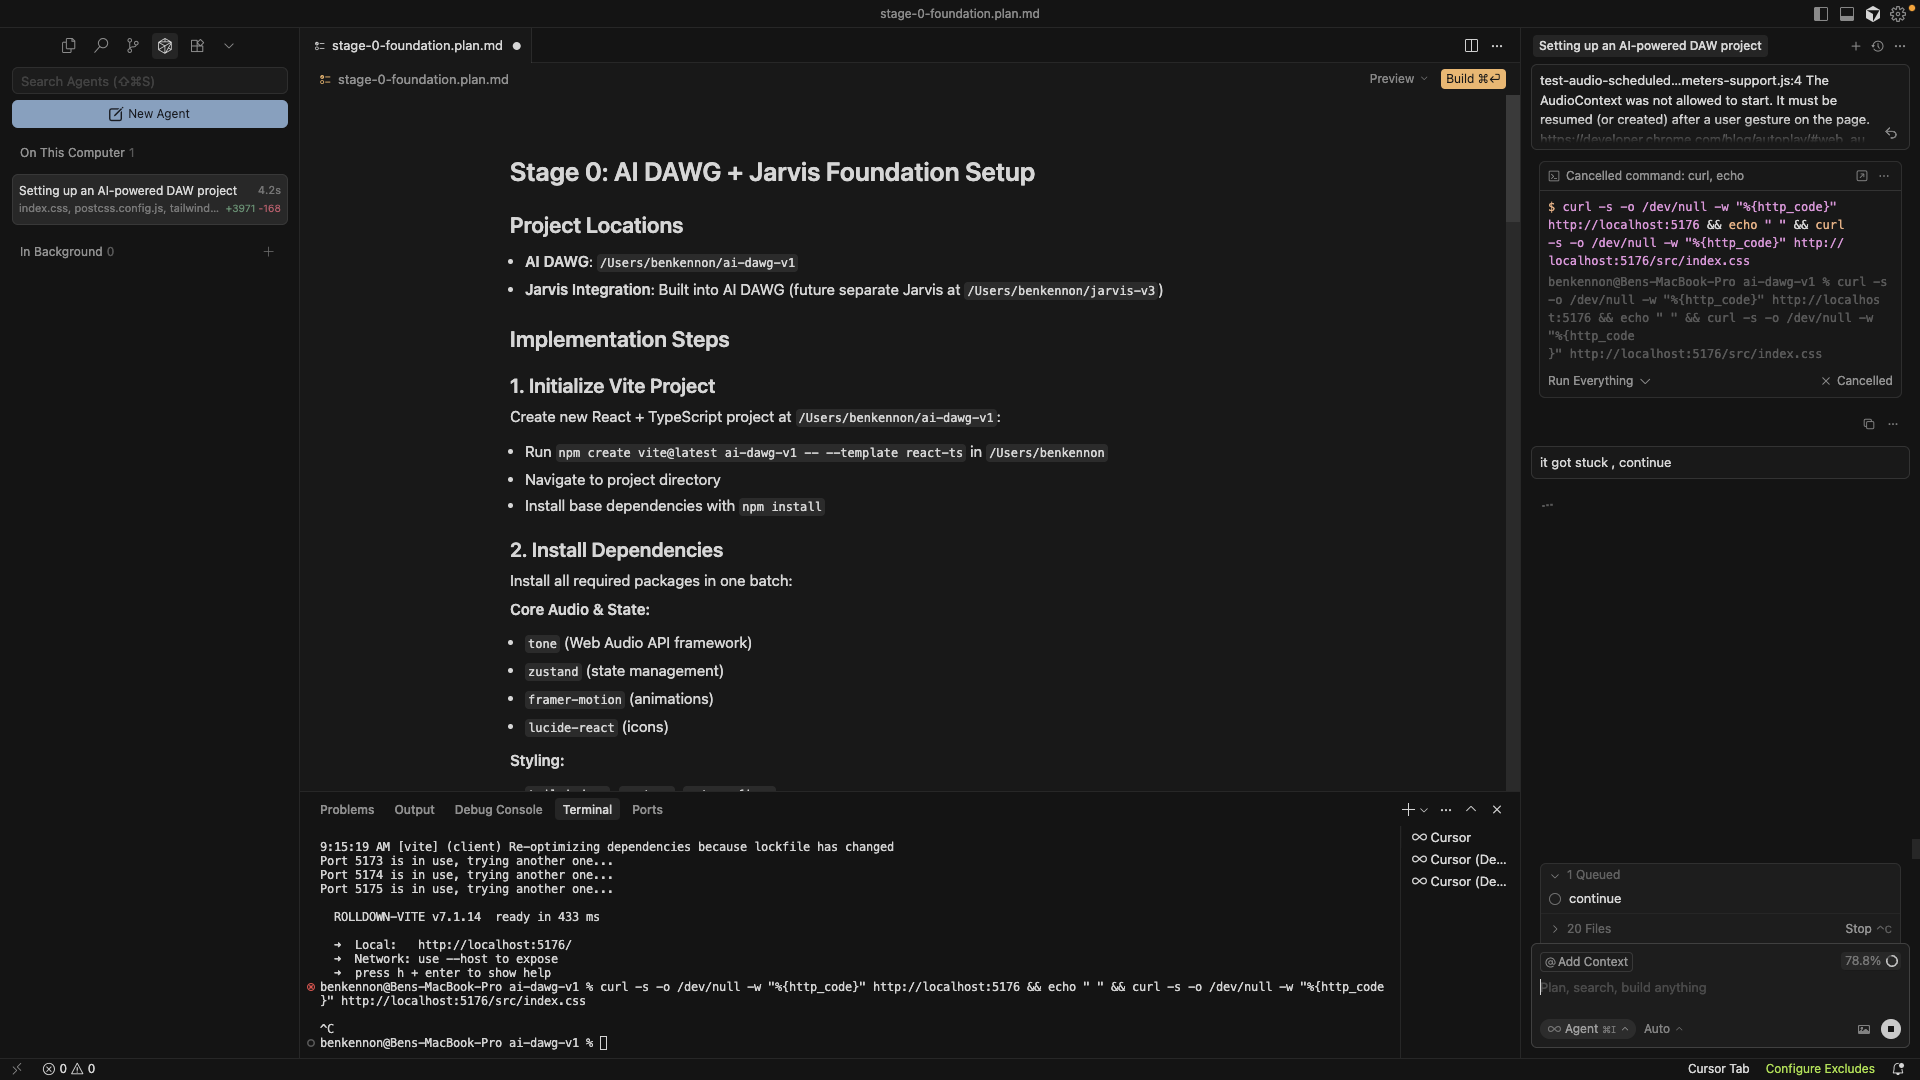 stage-0-foundation.plan.md
Search Agents (⇧⌘S)
New Agent
On This Computer 1
Setting up an AI-powered DAW project 4.2s
index.css, postcss.config.js, tailwind... +3971 -168
In Background 0
stage-0-foundation.plan.md
stage-0-foundation.plan.md
Preview
Build ⌘⏎
Stage 0: AI DAWG + Jarvis Foundation Setup
Project Locations
• AI DAWG: /Users/benkennon/ai-dawg-v1
• Jarvis Integration: Built into AI DAWG (future separate Jarvis at /Users/benkennon/jarvis-v3)
Implementation Steps
1. Initialize Vite Project
Create new React + TypeScript project at /Users/benkennon/ai-dawg-v1:
• Run npm create vite@latest ai-dawg-v1 -- --template react-ts in /Users/benkennon
• Navigate to project directory
• Install base dependencies with npm install
2. Install Dependencies
Install all required packages in one batch:
Core Audio & State:
• tone (Web Audio API framework)
• zustand (state management)
• framer-motion (animations)
• lucide-react (icons)
Styling:
Problems Output Debug Console Terminal Ports
9:15:19 AM [vite] (client) Re-optimizing dependencies because lockfile has changed
Port 5173 is in use, trying another one...
Port 5174 is in use, trying another one...
Port 5175 is in use, trying another one...
ROLLDOWN-VITE v7.1.14 ready in 433 ms
➜ Local: http://localhost:5176/
➜ Network: use --host to expose
➜ press h + enter to show help
benkennon@Bens-MacBook-Pro ai-dawg-v1 % curl -s -o /dev/null -w "%{http_code}" http://localhost:5176 && echo " " && curl -s -o /dev/null -w "%{http_code
}" http://localhost:5176/src/index.css
^C
benkennon@Bens-MacBook-Pro ai-dawg-v1 %
Cursor
Cursor (De...
Cursor (De...
Setting up an AI-powered DAW project
test-audio-scheduled...meters-support.js:4 The
AudioContext was not allowed to start. It must be
resumed (or created) after a user gesture on the page.
https://developer.chrome.com/blog/autoplay/#web_au
Cancelled command: curl, echo
$ curl -s -o /dev/null -w "%{http_code}"
http://localhost:5176 && echo " " && curl
-s -o /dev/null -w "%{http_code}" http://
localhost:5176/src/index.css
benkennon@Bens-MacBook-Pro ai-dawg-v1 % curl -s
-o /dev/null -w "%{http_code}" http://localhos
t:5176 && echo " " && curl -s -o /dev/null -w
"%{http_code
}" http://localhost:5176/src/index.css
Run Everything
Cancelled
it got stuck , continue
1 Queued
continue
20 Files
Stop ^C
@ Add Context
78.8%
Plan, search, build anything
Agent ⌘I
Auto
0 0
Cursor Tab
Configure Excludes